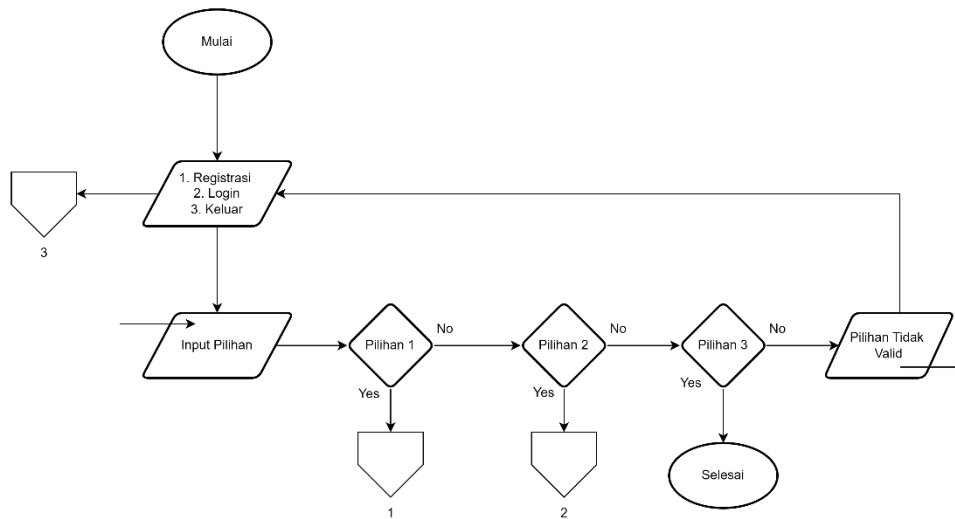 Mulai
1. Registrasi
2. Login
3. Keluar
3
Input Pilihan
Pilihan 1
No
Yes
1
Pilihan 2
No
Yes
2
Pilihan 3
No
Yes
Selesai
Pilihan Tidak
Valid